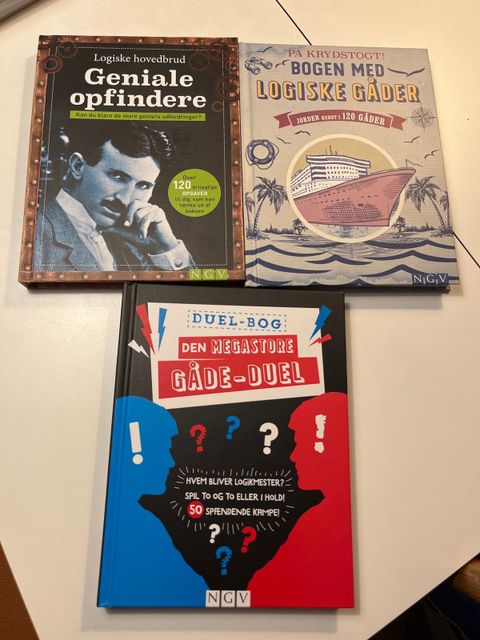 Logiske hovedbrud
Geniale
opfindere
Kan du klare de store geniers udfordringer?
Over
120 drilagtige
OPGAVER
til dig, som kan
tænke ud af
boksen
NGV
PÅ KRYDSTOGT!
BOGEN MED
LOGISKE GÅDER
JORDEN RUNDT I 120 GÅDER
NGV
DUEL-BOG
DEN MEGASTORE
GÅDE-DUEL
! ? ? ? !
HVEM BLIVER LOGIKMESTER?
SPIL TO OG TO ELLER I HOLD!
50 SPÆNDENDE KAMPE!
? ? ? ?
NGV